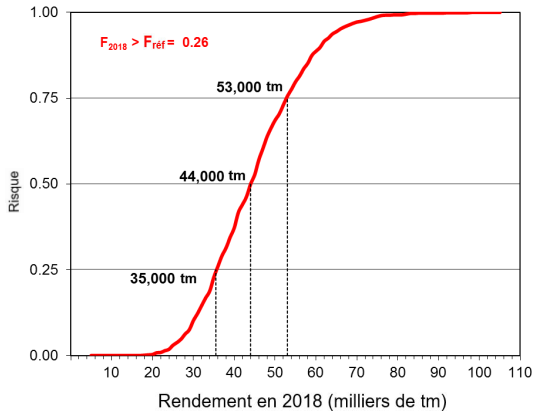 1.00
F2018 > Fréf = 0.26
0.75
53,000 tm
0.50
44,000 tm
0.25
35,000 tm
0.00
Risque
10 20 30 40 50 60 70 80 90 100 110
Rendement en 2018 (milliers de tm)